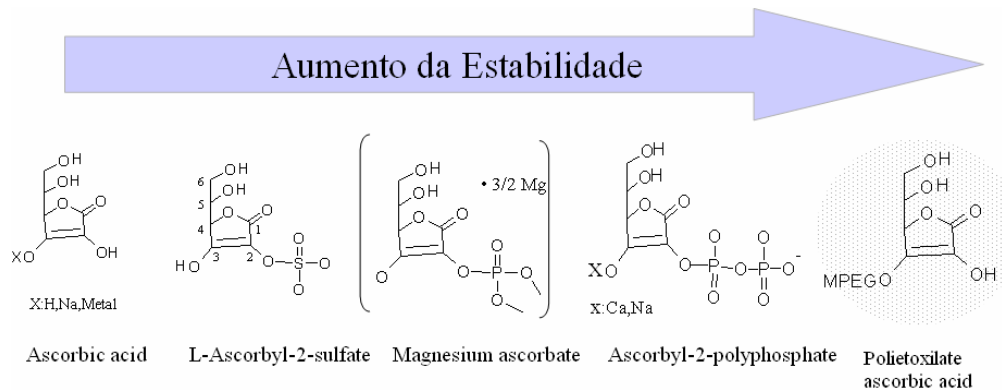 Aumento da Estabilidade
OH
OH
O
O
XO
OH
X:H,Na,Metal
6
OH
OH
5
O
O
4
1
3
2
HO
O
S
O
O
O
OH
OH
• 3/2 Mg
O
O
O
O
O
P
O
O
OH
OH
O
O
XO
O
P
O
P
O
O
O
O
O
-
x:Ca,Na
OH
OH
O
O
MPEGO
OH
Ascorbic acid
L-Ascorbyl-2-sulfate
Magnesium ascorbate
Ascorbyl-2-polyphosphate
Polietoxilate
ascorbic acid